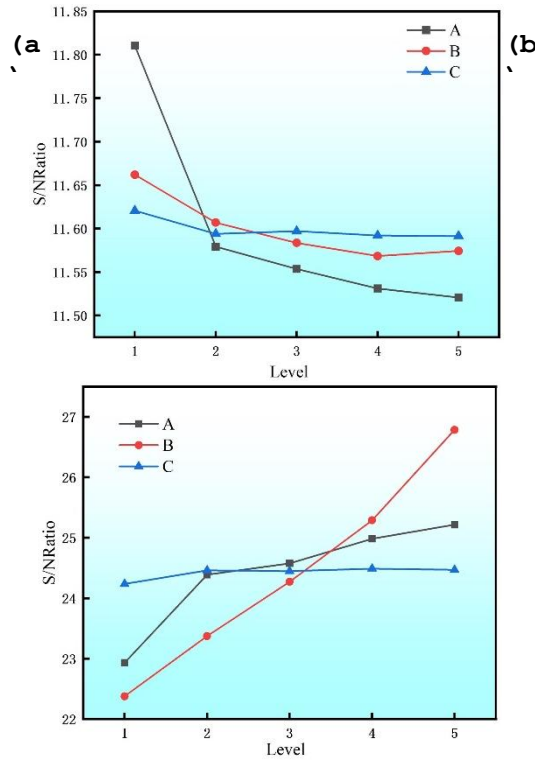 (a
(b
11.85
11.80
11.75
11.70
11.65
11.60
11.55
11.50
S/NRatio
A
B
C
1 2 3 4 5
Level
27
26
25
24
23
22
S/NRatio
A
B
C
1 2 3 4 5
Level